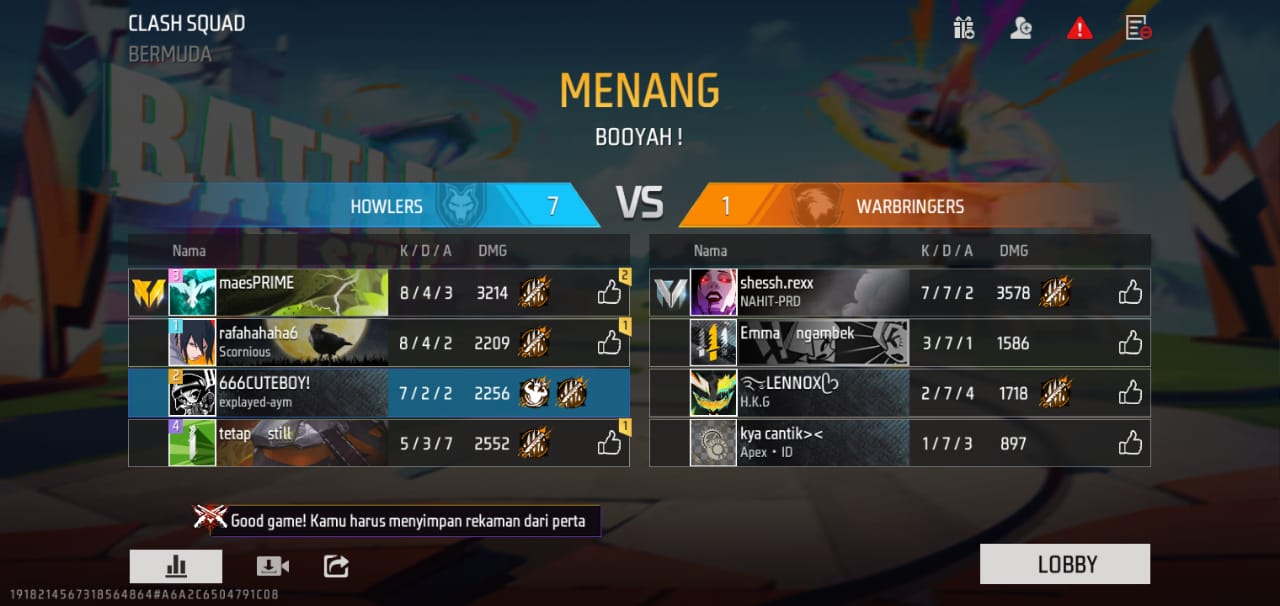 CLASH SQUAD
BERMUDA
MENANG
BOOYAH !
HOWLERS 7 VS 1 WARBRINGERS
Nama K / D / A DMG
3 maesPRIME 8 / 4 / 3 3214 2
1 rafahahaha6 8 / 4 / 2 2209 1
Scornious
2 666CUTEBOY! 7 / 2 / 2 2256
explayed-aym
4 tetap still 5 / 3 / 7 2552 1
Nama K / D / A DMG
shessh.rexx 7 / 7 / 2 3578
NAHIT-PRD
Emma ngambek 3 / 7 / 1 1586
LENNOX 2 / 7 / 4 1718
H.K.G
kya cantik>< 1 / 7 / 3 897
Apex • ID
Good game! Kamu harus menyimpan rekaman dari perta
LOBBY
1918214567318564864#A6A2C6504791C08